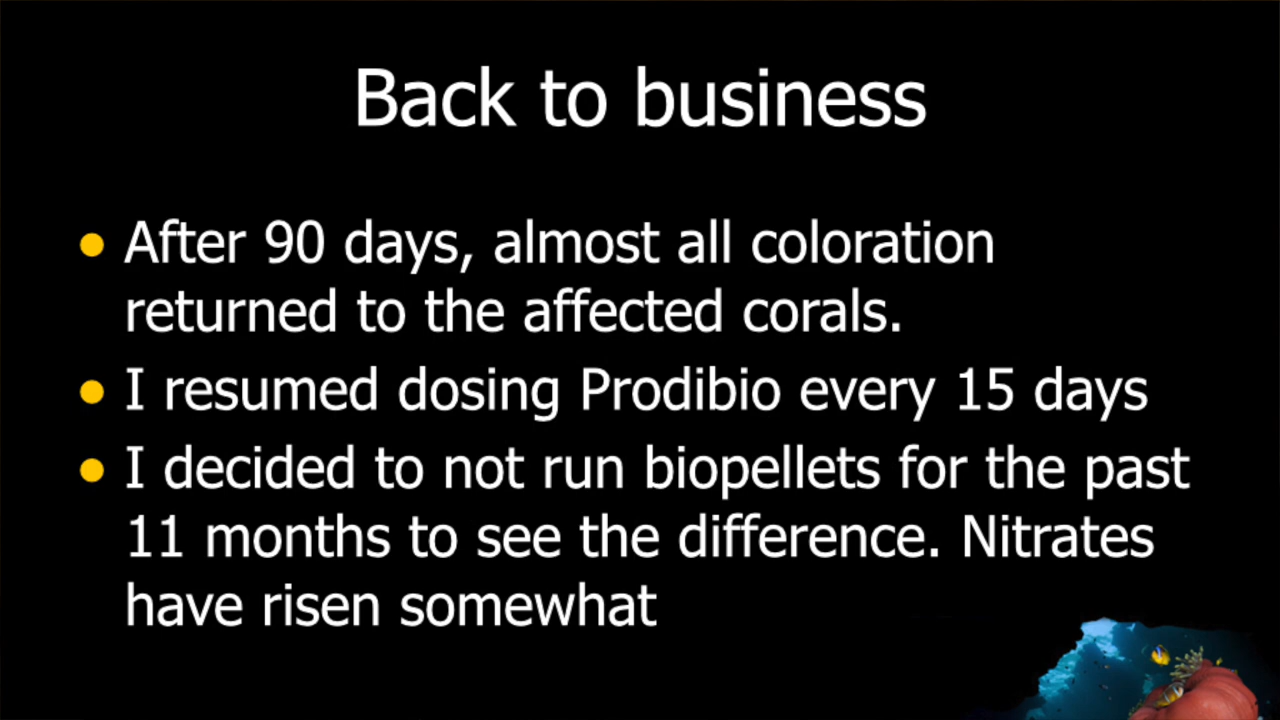 Back to business
• After 90 days, almost all coloration
returned to the affected corals.
• I resumed dosing Prodibio every 15 days
• I decided to not run biopellets for the past
11 months to see the difference. Nitrates
have risen somewhat